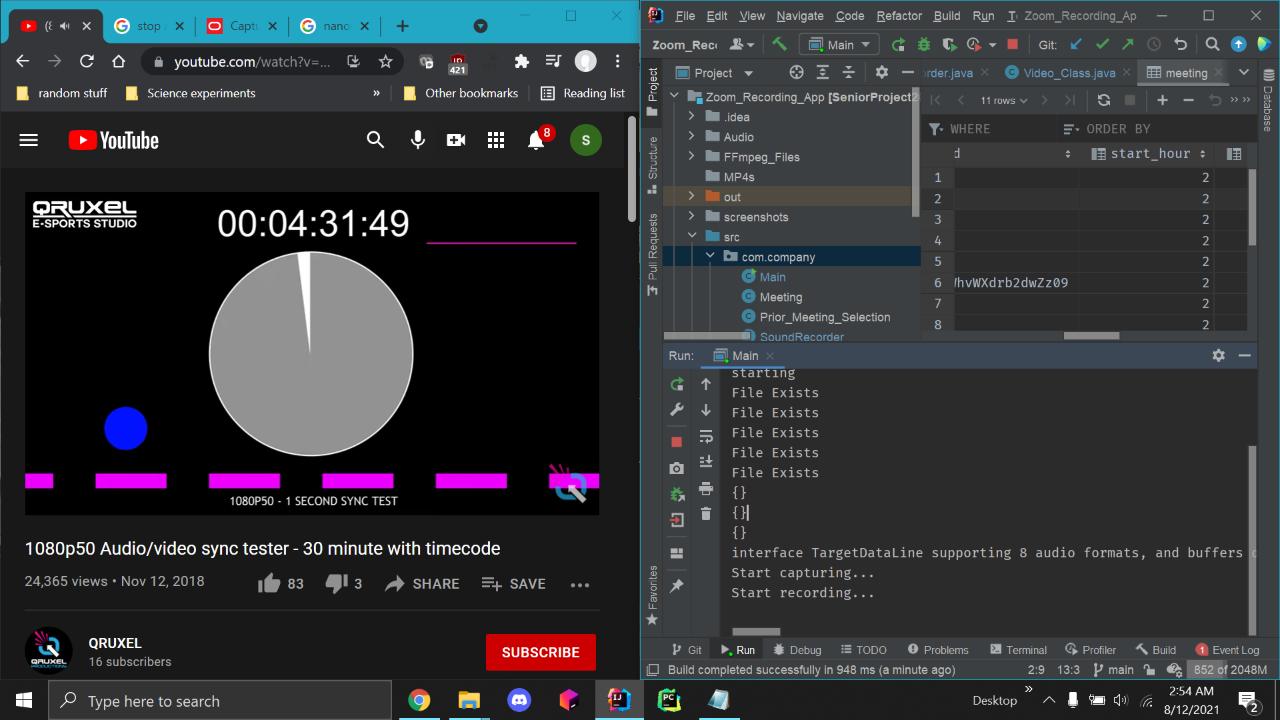 stop
Capt
nano
youtube.com/watch?v=...
421
random stuff
Science experiments
»
Other bookmarks
Reading list
YouTube
8
S
QRUXEL
E-SPORTS STUDIO
00:04:31:49
1080P50 - 1 SECOND SYNC TEST
1080p50 Audio/video sync tester - 30 minute with timecode
24,365 views • Nov 12, 2018
83
3
SHARE
SAVE
QRUXEL
16 subscribers
SUBSCRIBE
File Edit View Navigate Code Refactor Build Run Zoom_Recording_Ap
Zoom_Rec
Main
Git:
Project
rder.java
Video_Class.java
meeting
Project
Structure
Pull Requests
Favorites
Database
Zoom_Recording_App [SeniorProject2
.idea
Audio
FFmpeg_Files
MP4s
out
screenshots
src
com.company
Main
Meeting
Prior_Meeting_Selection
SoundRecorder
11 rows
WHERE
ORDER BY
d
start_hour
1 2
2 2
3 2
4 2
5 2
6 WhvWXdrb2dwZz09 2
7 2
8 2
Run: Main
starting
File Exists
File Exists
File Exists
File Exists
File Exists
{}
{}
{}
interface TargetDataLine supporting 8 audio formats, and buffers
Start capturing...
Start recording...
Git Run Debug TODO Problems Terminal Profiler Build 1 Event Log
Build completed successfully in 948 ms (a minute ago)
2:9 13:3 main 852 of 2048M
Type here to search
Desktop
»
2:54 AM
8/12/2021
2